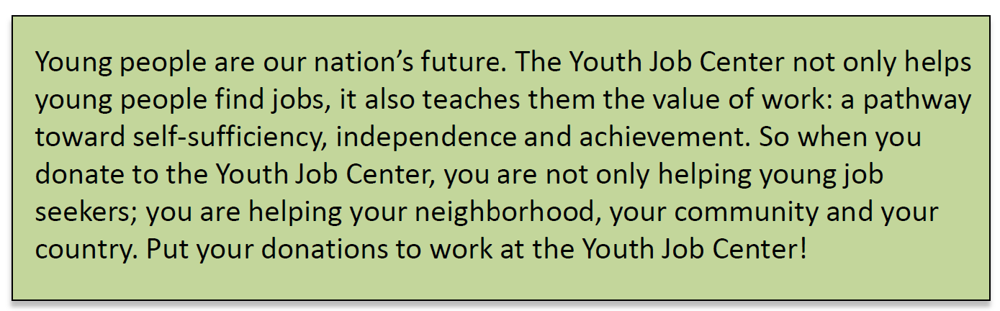 Young people are our nation’s future. The Youth Job Center not only helps
young people find jobs, it also teaches them the value of work: a pathway
toward self-sufficiency, independence and achievement. So when you
donate to the Youth Job Center, you are not only helping young job
seekers; you are helping your neighborhood, your community and your
country. Put your donations to work at the Youth Job Center!